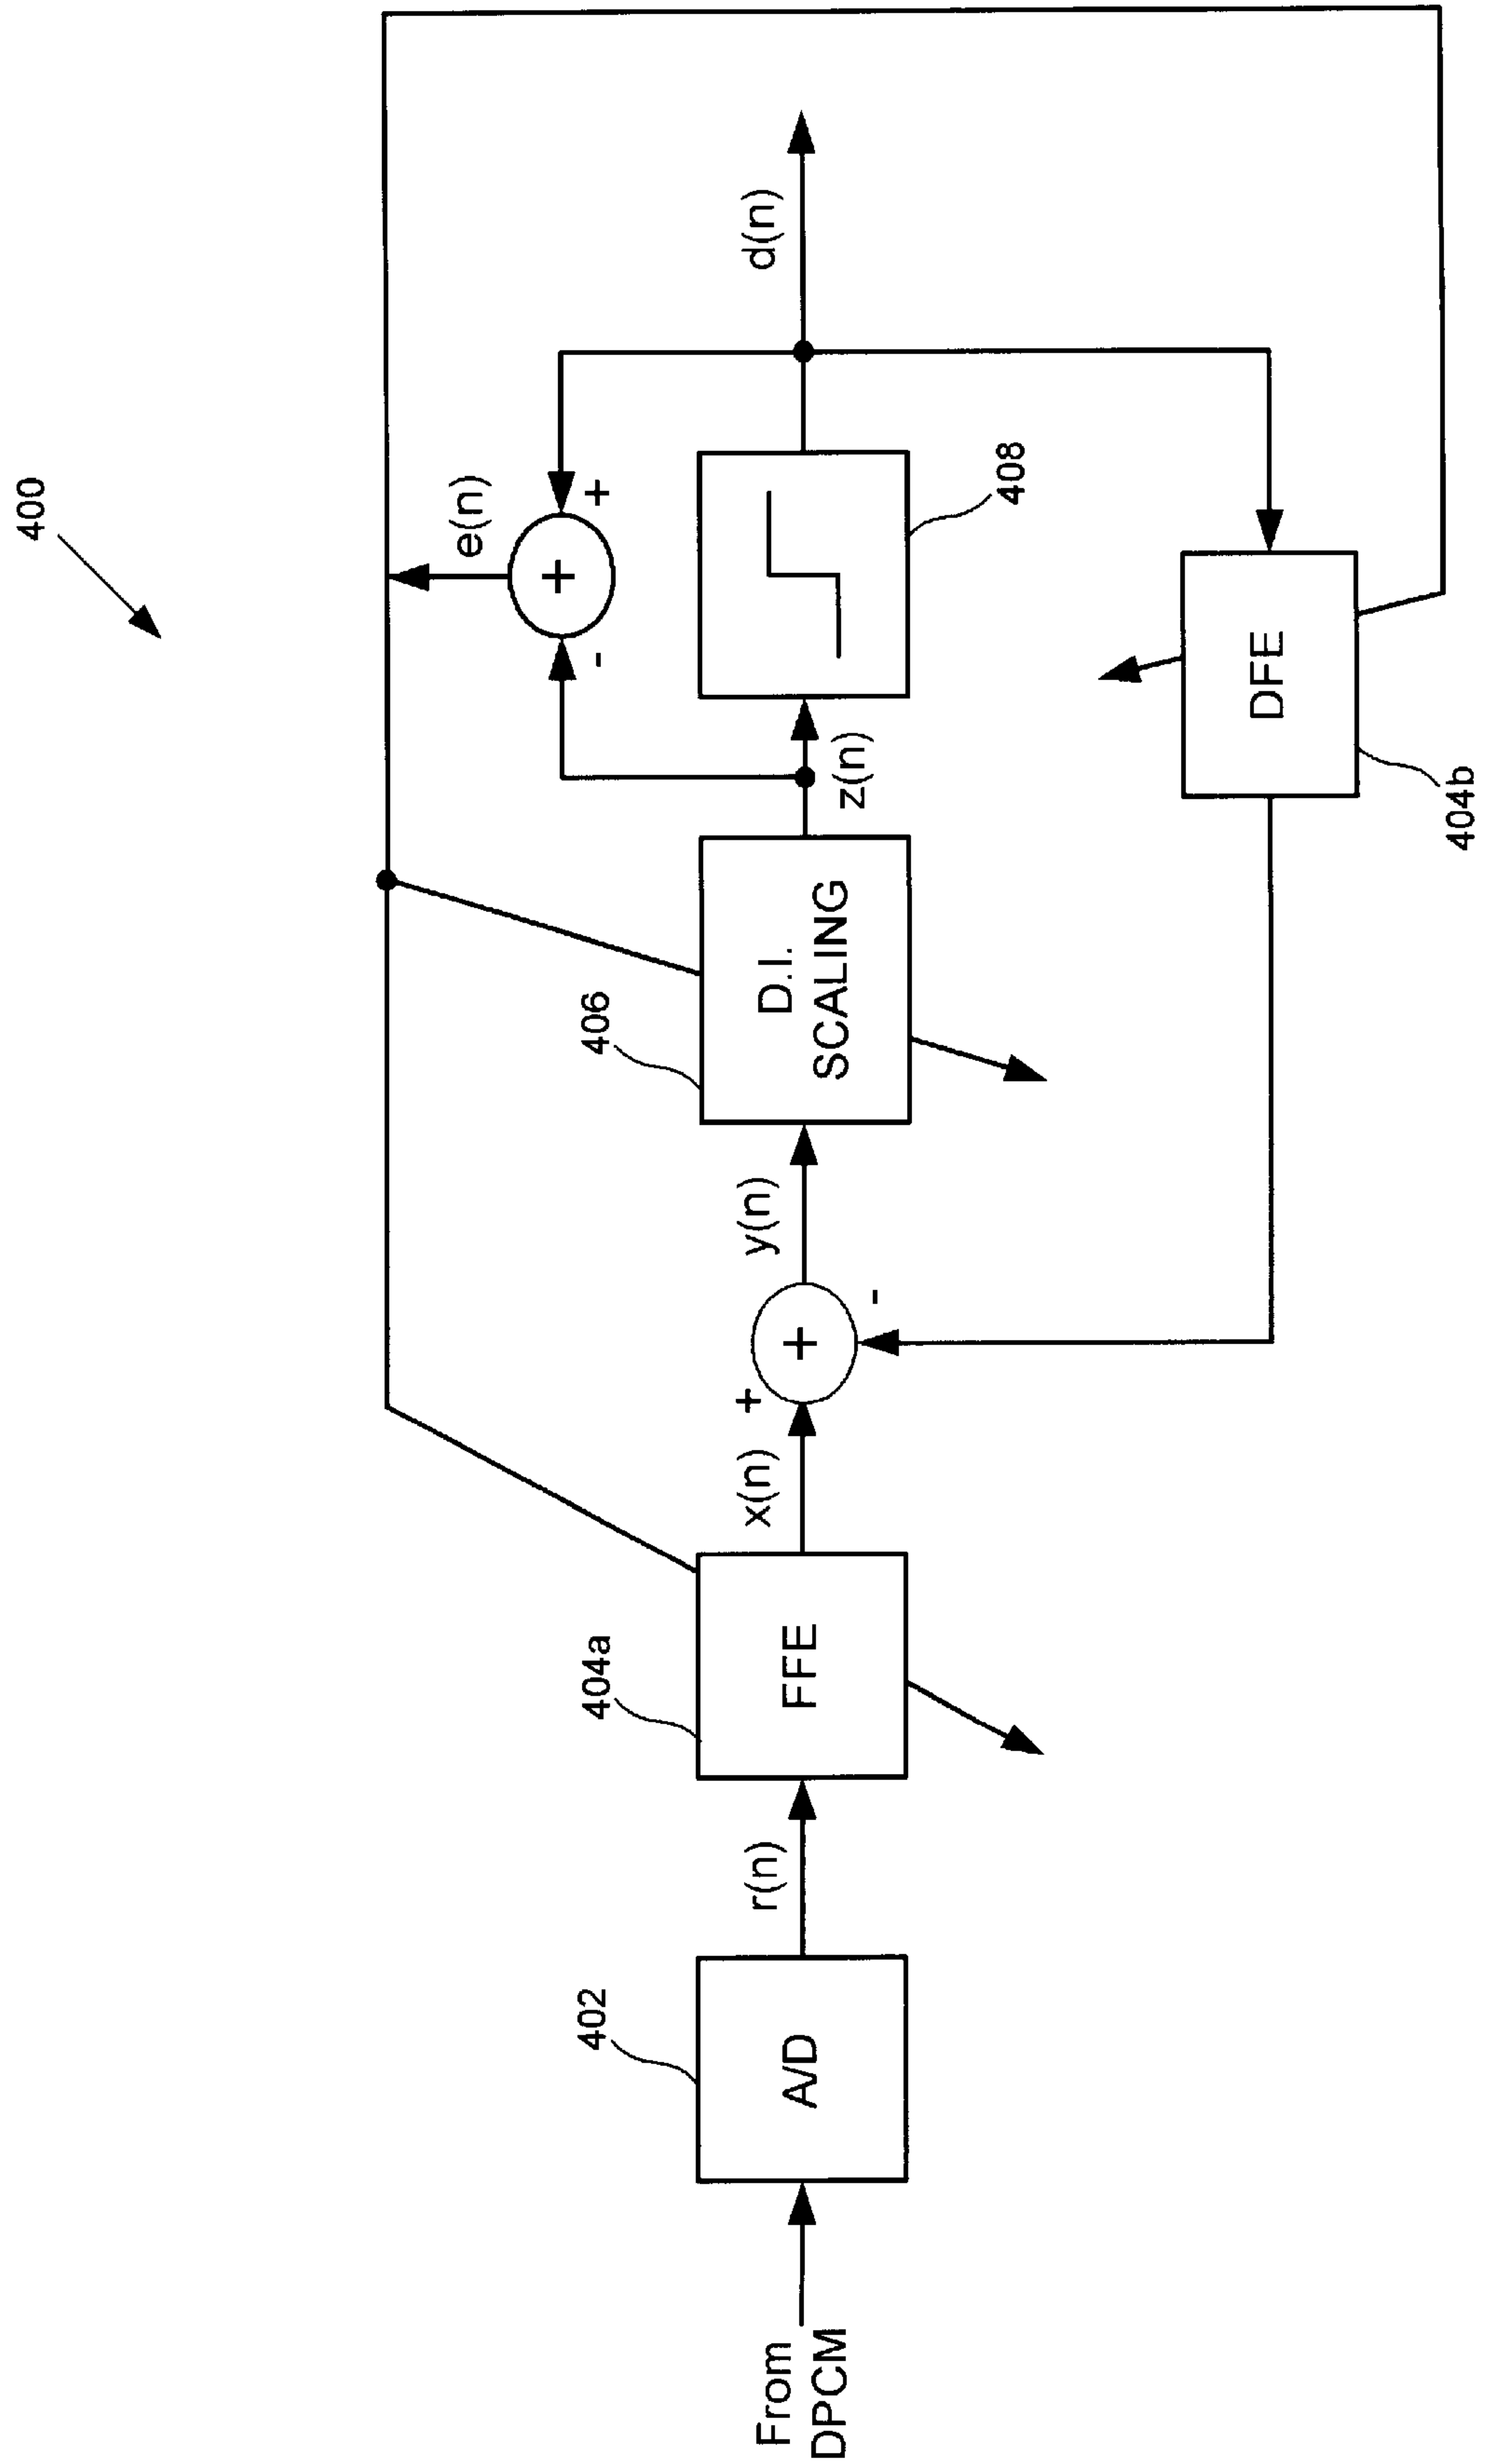 400
e(n)
+
+
-
d(n)
408
z(n)
406
D.I.
SCALING
y(n)
+
+
-
x(n)
404a
FFE
r(n)
402
A/D
From
DPCM
DFE
404b